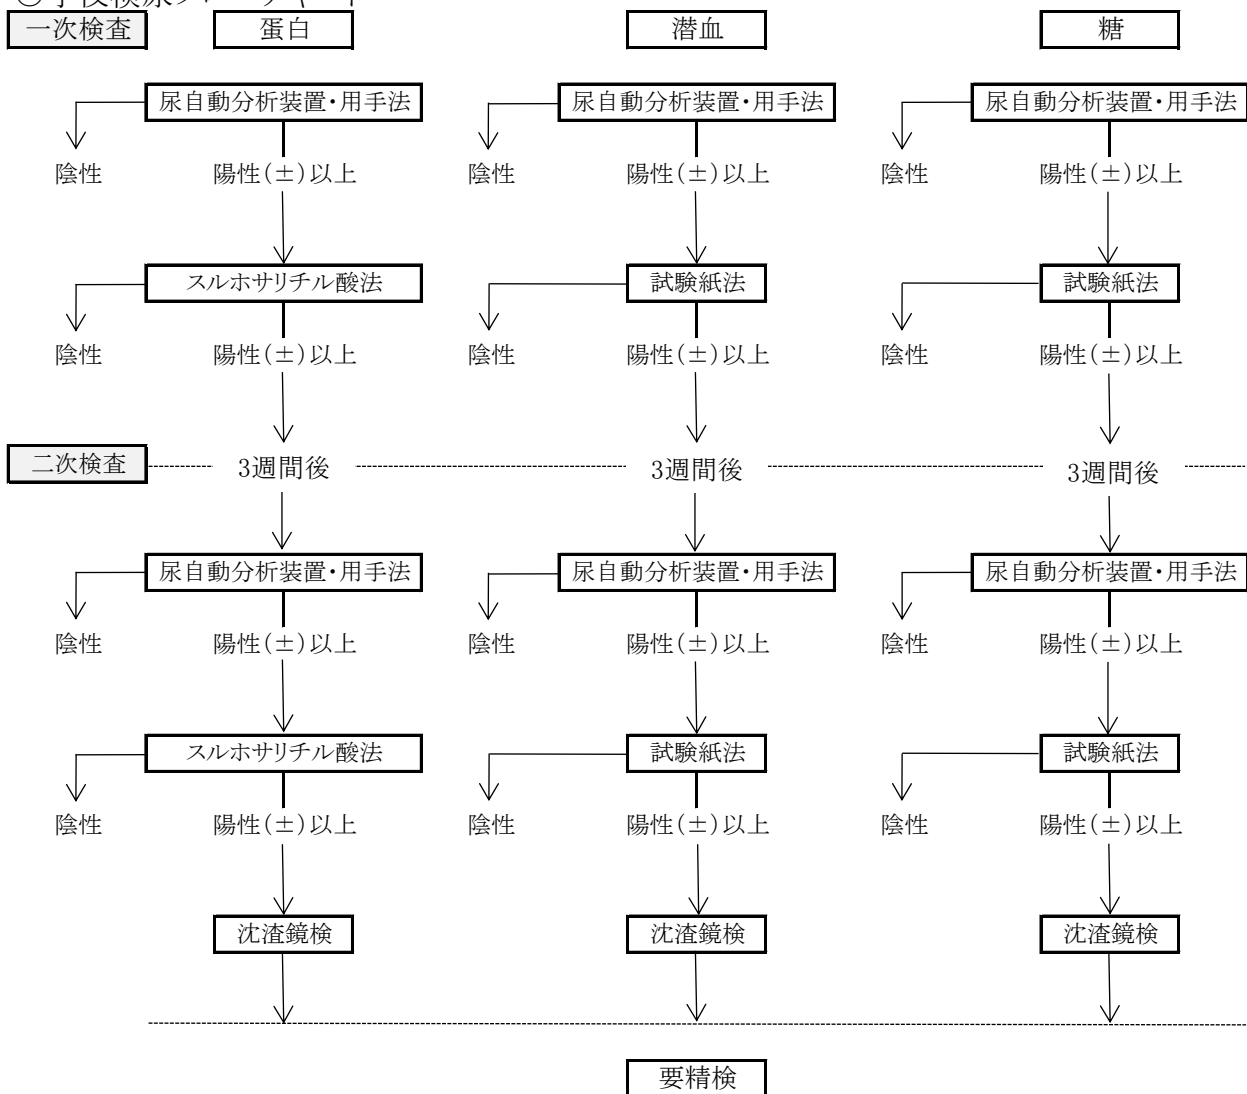 一次検査 蛋白 潜血 糖
尿自動分析装置・用手法 尿自動分析装置・用手法 尿自動分析装置・用手法
陰性 陽性(±)以上 陰性 陽性(±)以上 陰性 陽性(±)以上
スルホサリチル酸法 試験紙法 試験紙法
陰性 陽性(±)以上 陰性 陽性(±)以上 陰性 陽性(±)以上
二次検査 3週間後 3週間後 3週間後
尿自動分析装置・用手法 尿自動分析装置・用手法 尿自動分析装置・用手法
陰性 陽性(±)以上 陰性 陽性(±)以上 陰性 陽性(±)以上
スルホサリチル酸法 試験紙法 試験紙法
陰性 陽性(±)以上 陰性 陽性(±)以上 陰性 陽性(±)以上
沈渣鏡検 沈渣鏡検 沈渣鏡検
要精検